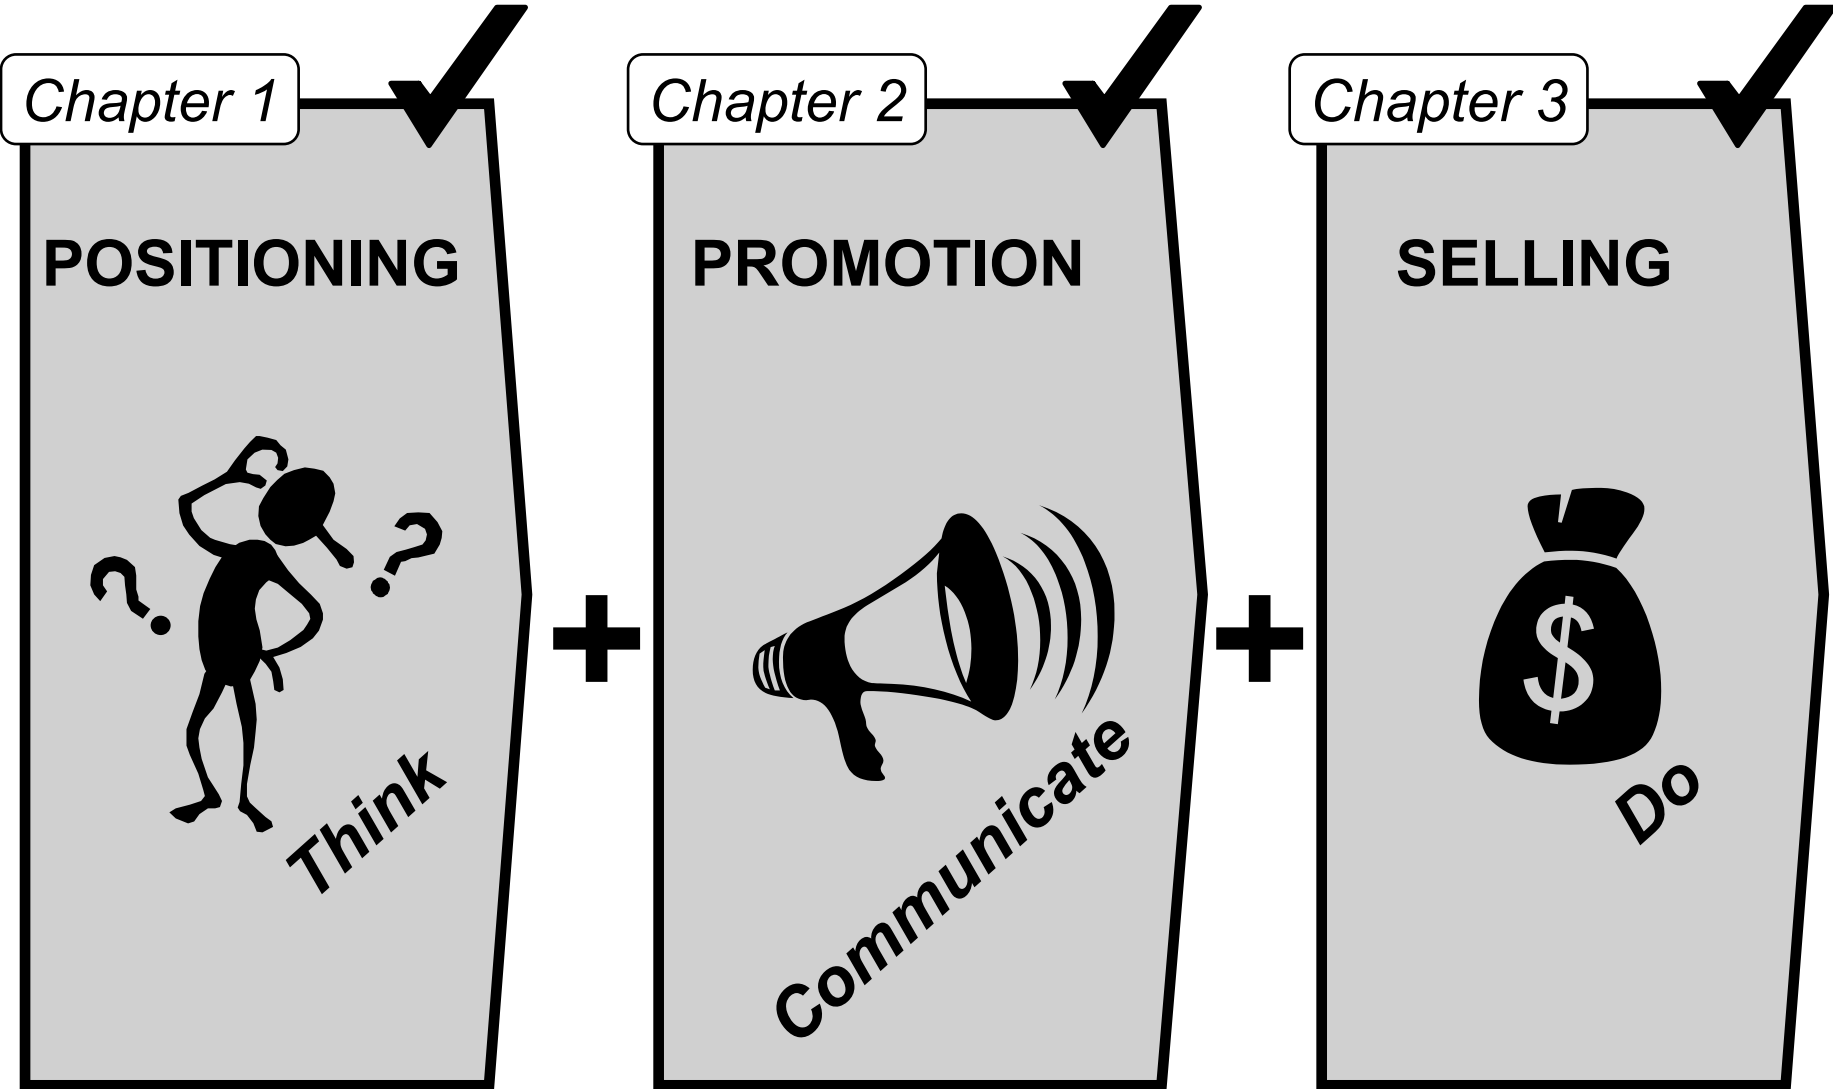 Chapter 1
POSITIONING
?
?
Think
+
Chapter 2
PROMOTION
Communicate
+
Chapter 3
SELLING
$
Do